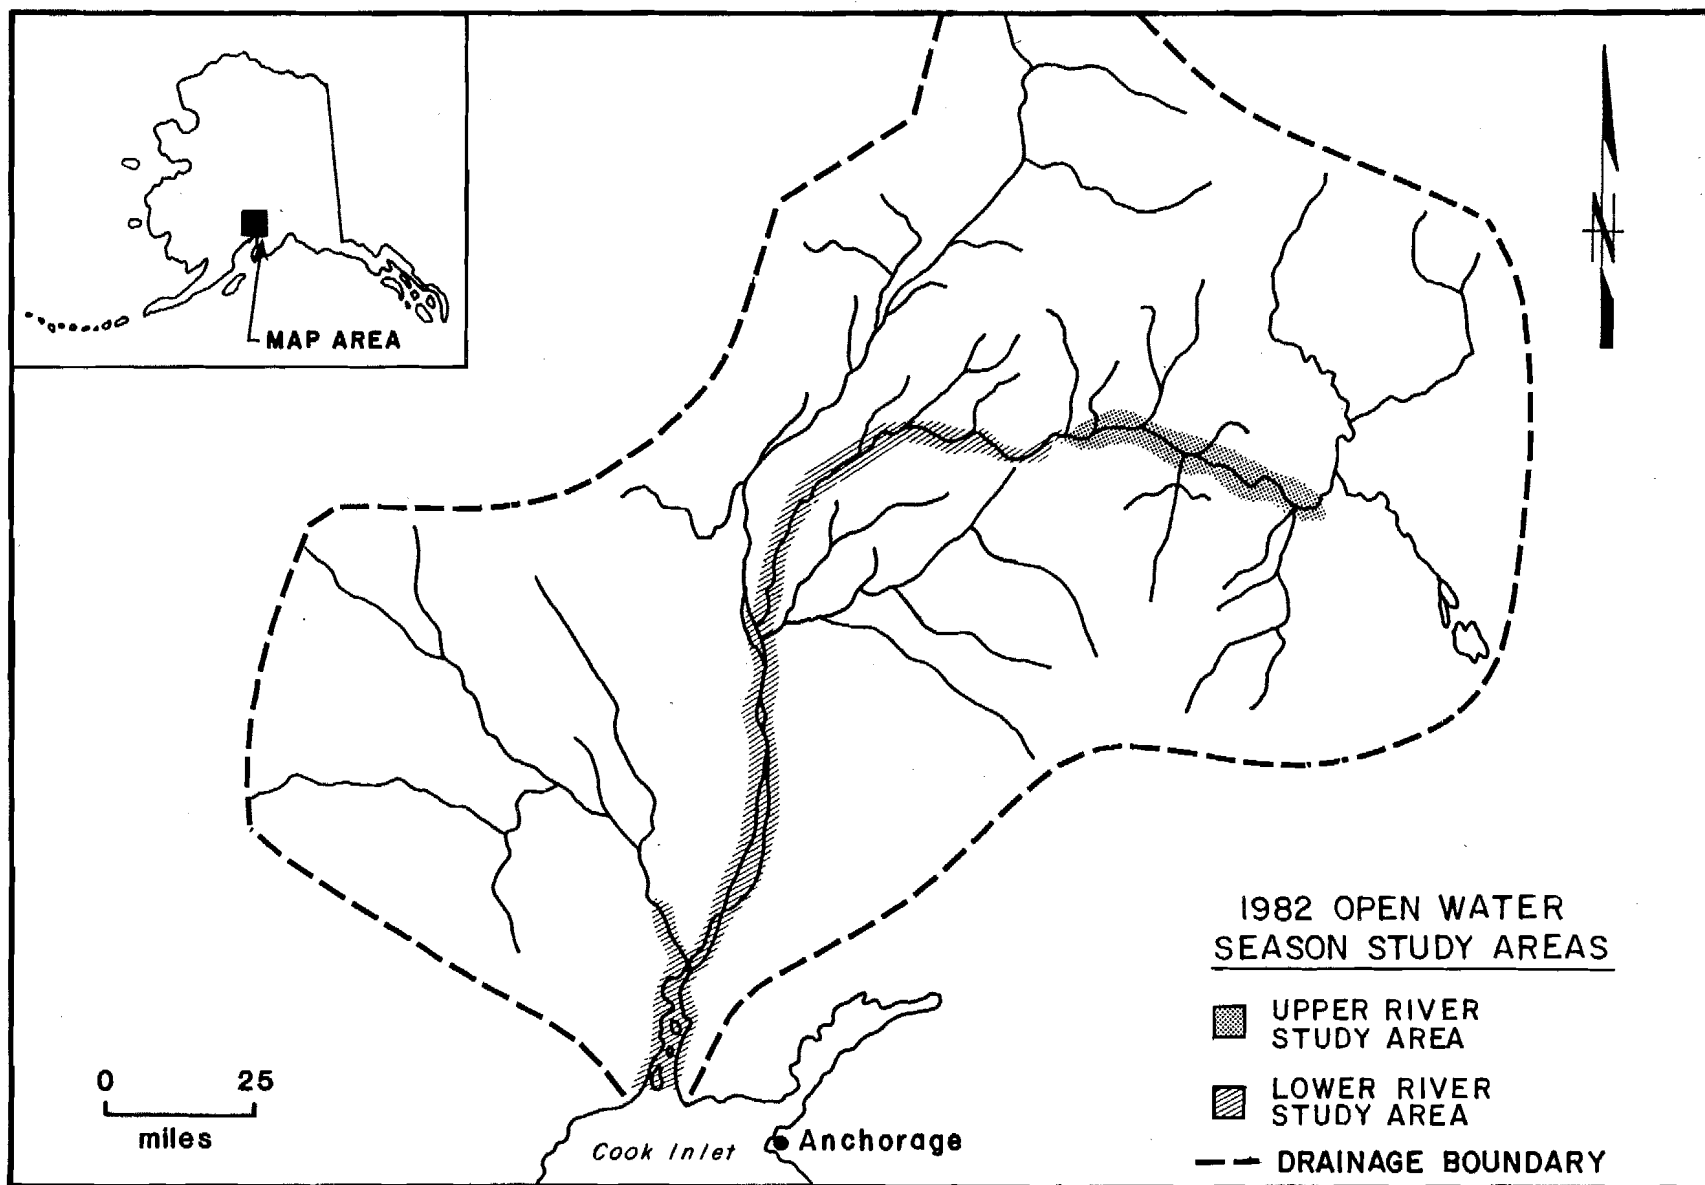 MAP AREA
N
1982 OPEN WATER
SEASON STUDY AREAS
UPPER RIVER
STUDY AREA
LOWER RIVER
STUDY AREA
DRAINAGE BOUNDARY
0 25
miles
Cook Inlet
Anchorage